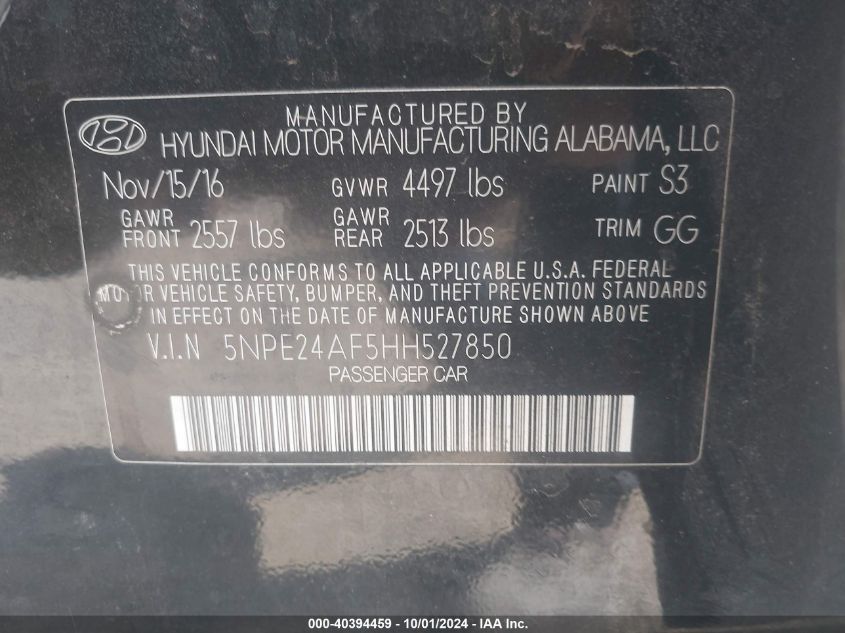 MANUFACTURED BY
HYUNDAI MOTOR MANUFACTURING ALABAMA, LLC
Nov/15/16 GVWR 4497 lbs PAINT S3
GAWR FRONT 2557 lbs GAWR REAR 2513 lbs TRIM GG
THIS VEHICLE CONFORMS TO ALL APPLICABLE U.S.A. FEDERAL
MOTOR VEHICLE SAFETY, BUMPER, AND THEFT PREVENTION STANDARDS
IN EFFECT ON THE DATE OF MANUFACTURE SHOWN ABOVE
V.I.N 5NPE24AF5HH527850
PASSENGER CAR
000-40394459 - 10/01/2024 - IAA Inc.